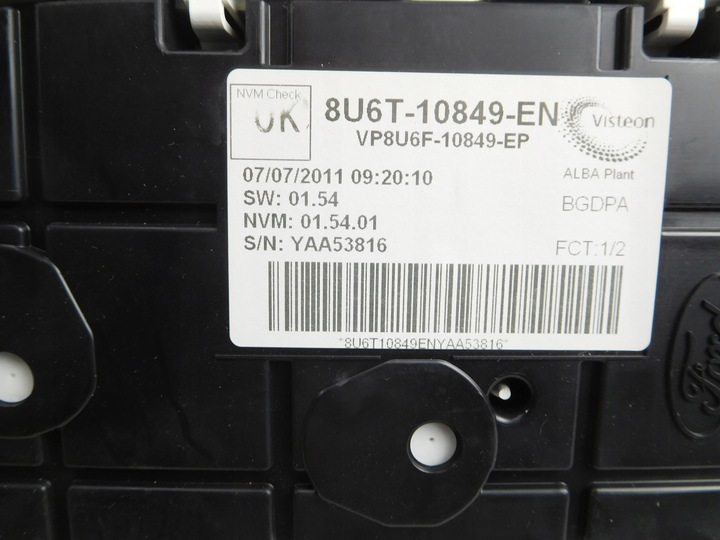 NVM Check
OK
8U6T-10849-EN
VP8U6F-10849-EP
Visteon
07/07/2011 09:20:10
ALBA Plant
SW: 01.54
BGDPA
NVM: 01.54.01
S/N: YAA53816
FCT:1/2
*8U6T10849ENYAA53816*
Ford